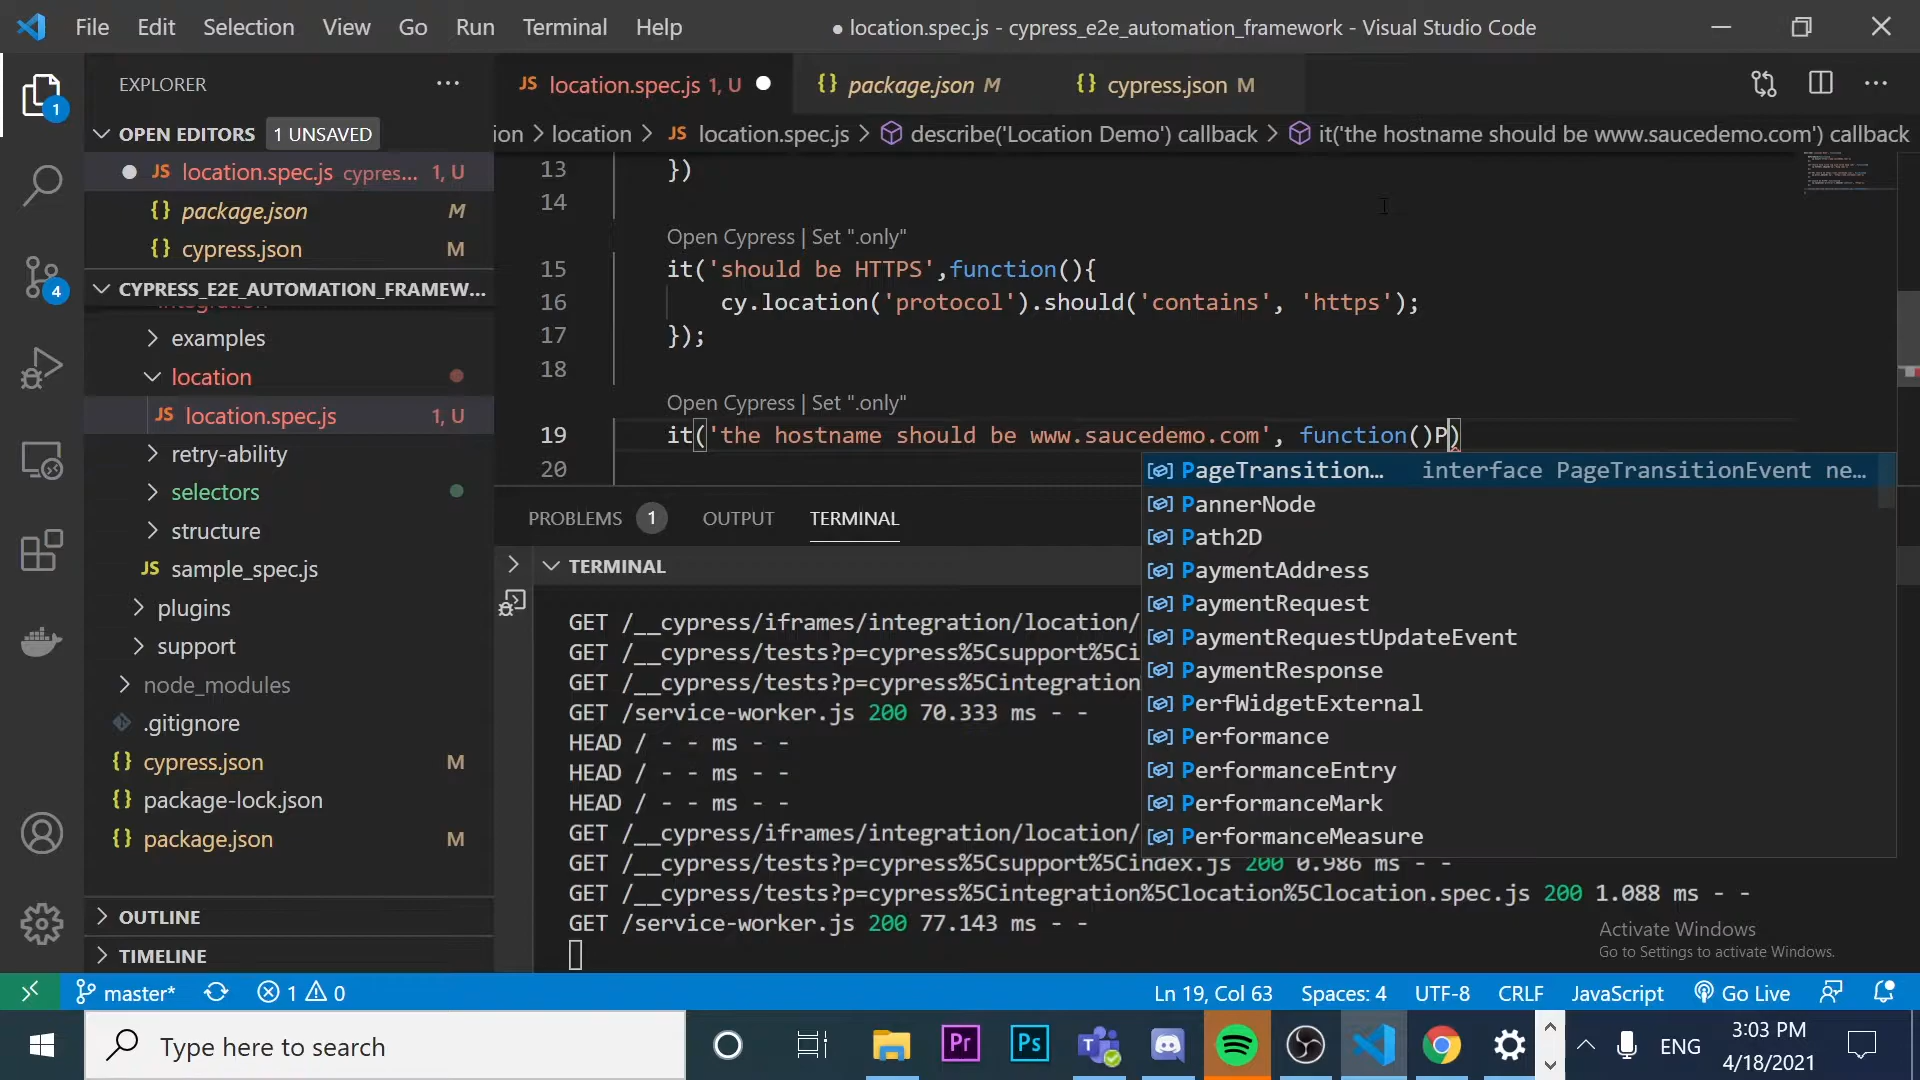 File Edit Selection View Go Run Terminal Help
● location.spec.js - cypress_e2e_automation_framework - Visual Studio Code
EXPLORER
OPEN EDITORS 1 UNSAVED
JS location.spec.js cypres... 1, U
{} package.json M
{} cypress.json M
CYPRESS_E2E_AUTOMATION_FRAMEW...
integration
examples
location
JS location.spec.js 1, U
retry-ability
selectors
structure
JS sample_spec.js
plugins
support
node_modules
.gitignore
{} cypress.json M
{} package-lock.json
{} package.json M
OUTLINE
TIMELINE
1
4
JS location.spec.js 1, U ●
{} package.json M
{} cypress.json M
ion > location > JS location.spec.js > describe('Location Demo') callback > it('the hostname should be www.saucedemo.com') callback
13 })
14
Open Cypress | Set ".only"
15 it('should be HTTPS',function(){
16 cy.location('protocol').should('contains', 'https');
17 });
18
Open Cypress | Set ".only"
19 it('the hostname should be www.saucedemo.com', function()P)
20
PageTransition... interface PageTransitionEvent ne...
PannerNode
Path2D
PaymentAddress
PaymentRequest
PaymentRequestUpdateEvent
PaymentResponse
PerfWidgetExternal
Performance
PerformanceEntry
PerformanceMark
PerformanceMeasure
PROBLEMS 1 OUTPUT TERMINAL
TERMINAL
GET /__cypress/iframes/integration/location/
GET /__cypress/tests?p=cypress%5Csupport%5Ci
GET /__cypress/tests?p=cypress%5Cintegration
GET /service-worker.js 200 70.333 ms - -
HEAD / - - ms - -
HEAD / - - ms - -
HEAD / - - ms - -
GET /__cypress/iframes/integration/location/
GET /__cypress/tests?p=cypress%5Csupport%5Cindex.js 200 0.986 ms - -
GET /__cypress/tests?p=cypress%5Cintegration%5Clocation%5Clocation.spec.js 200 1.088 ms - -
GET /service-worker.js 200 77.143 ms - -
Activate Windows
Go to Settings to activate Windows.
master* 1 0 Ln 19, Col 63 Spaces: 4 UTF-8 CRLF JavaScript Go Live
Type here to search
Pr
Ps
T
ENG
3:03 PM
4/18/2021